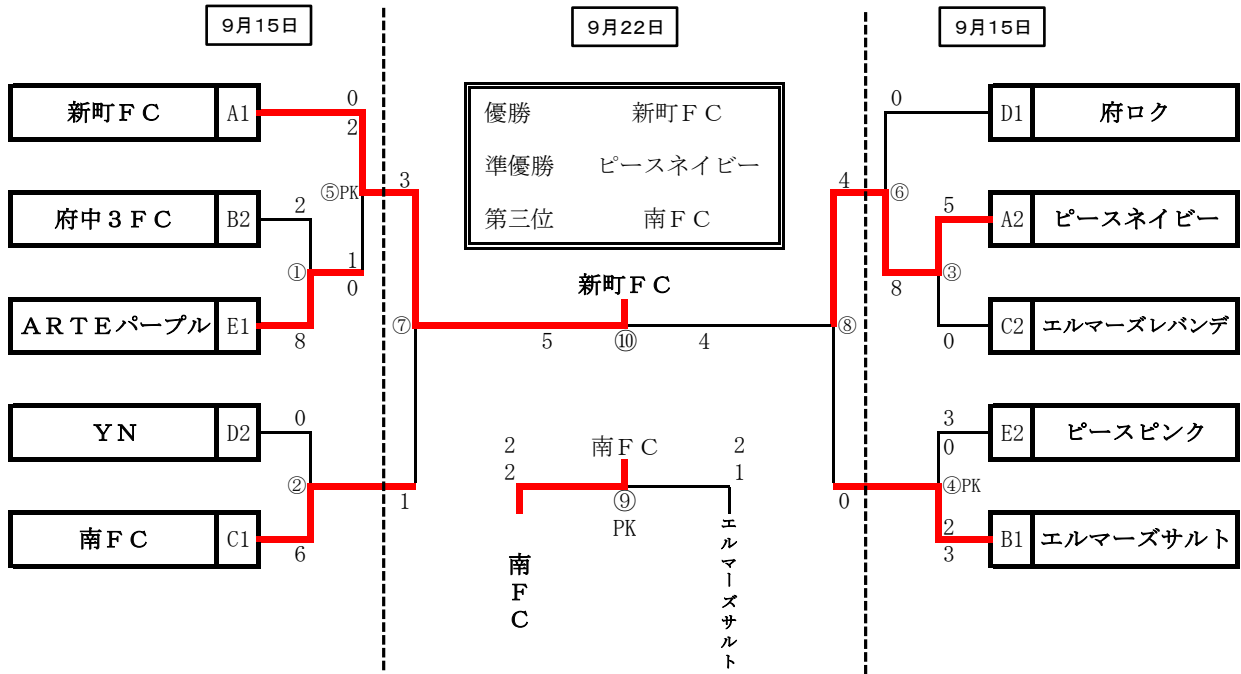 9月15日
9月22日
9月15日
新町FC A1
0
2
優勝 新町FC
準優勝 ピースネイビー
第三位 南FC
0
D1 府ロク
⑤PK
3
4
⑥
府中3FC B2
2
5
A2 ピースネイビー
①
1
0
8
③
新町FC
ARTEパープル E1
8
⑦
5
⑩
4
⑧
0
C2 エルマーズレバンデ
YN D2
0
3
0
E2 ピースピンク
2
2
南FC
2
1
②
1
⑨
PK
0
④PK
南FC C1
6
2
3
B1 エルマーズサルト
南FC
エルマーズサルト